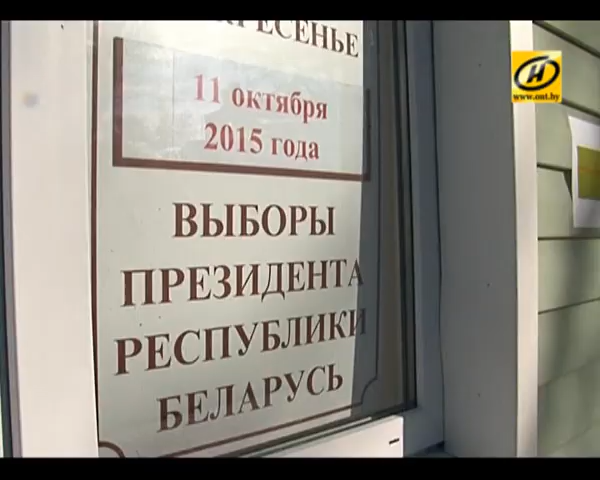 11 октября
2015 года
ВЫБОРЫ
ПРЕЗИДЕНТА
РЕСПУБЛИКИ
БЕЛАРУСЬ
www.ont.by